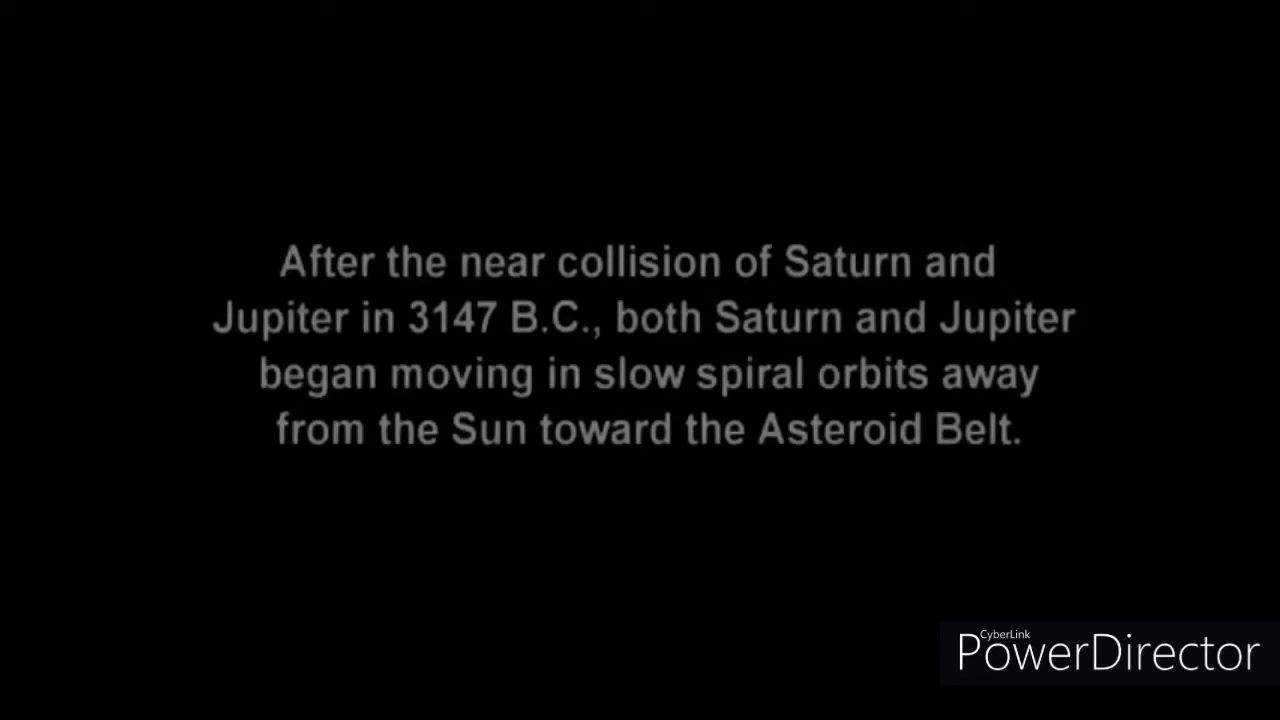 After the near collision of Saturn and
Jupiter in 3147 B.C., both Saturn and Jupiter
began moving in slow spiral orbits away
from the Sun toward the Asteroid Belt.
CyberLink
PowerDirector